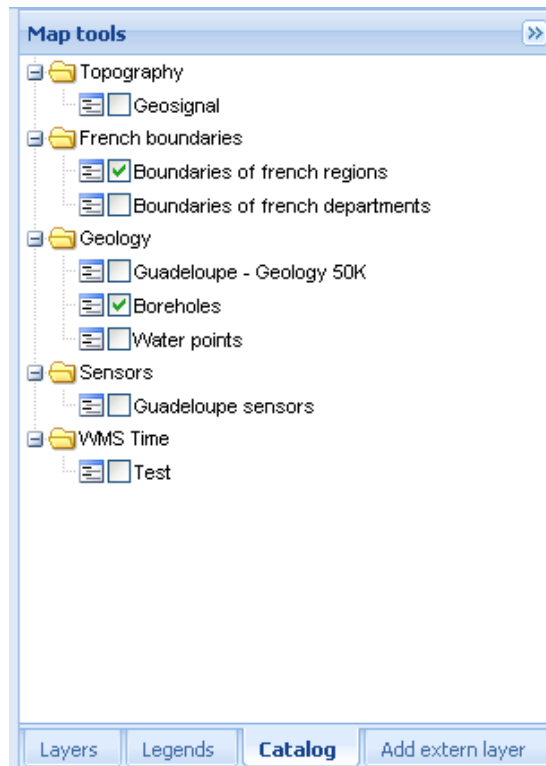 Map tools
Topography
Geosignal
French boundaries
Boundaries of french regions
Boundaries of french departments
Geology
Guadeloupe - Geology 50K
Boreholes
Water points
Sensors
Guadeloupe sensors
WMS Time
Test
Layers Legends Catalog Add extern layer